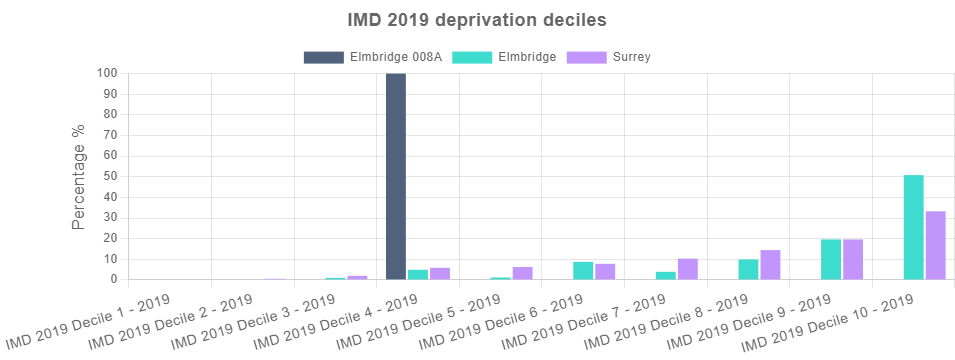 IMD 2019 deprivation deciles
Elmbridge 008A
Elmbridge
Surrey
Percentage %
100
90
80
70
60
50
40
30
20
10
0
IMD 2019 Decile 1 - 2019
IMD 2019 Decile 2 - 2019
IMD 2019 Decile 3 - 2019
IMD 2019 Decile 4 - 2019
IMD 2019 Decile 5 - 2019
IMD 2019 Decile 6 - 2019
IMD 2019 Decile 7 - 2019
IMD 2019 Decile 8 - 2019
IMD 2019 Decile 9 - 2019
IMD 2019 Decile 10 - 2019